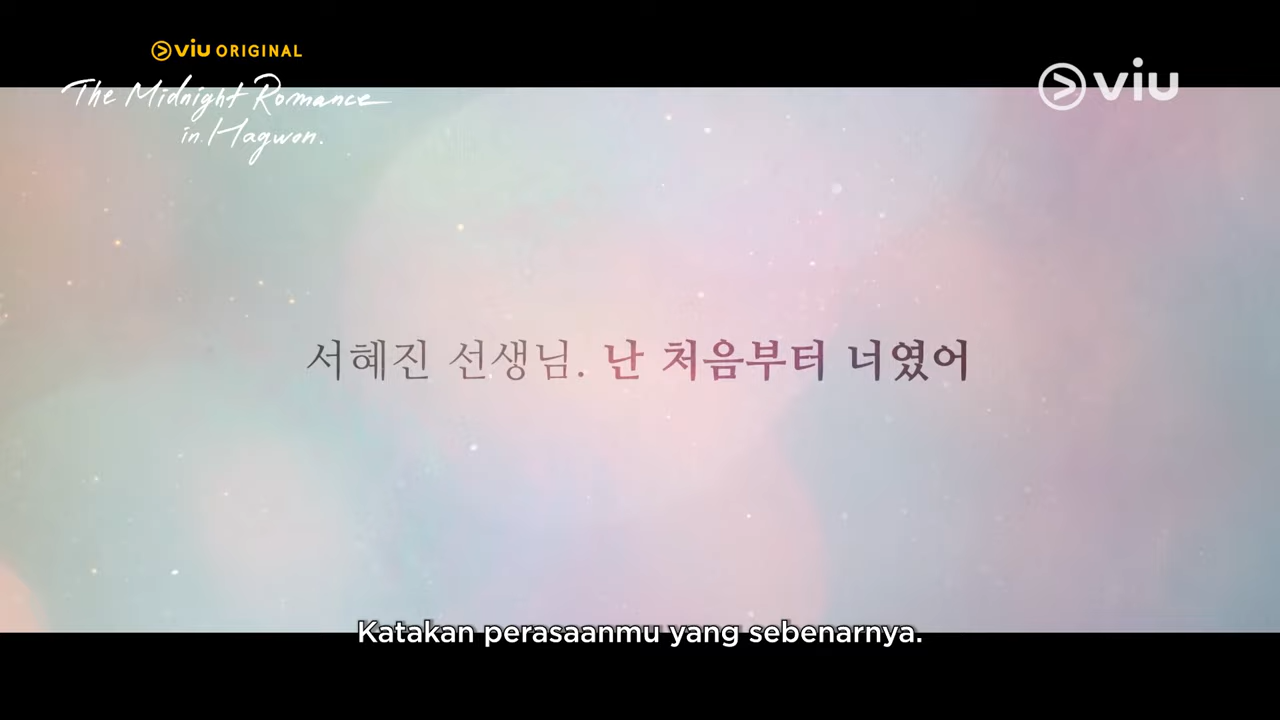 viu ORIGINAL
The Midnight Romance
in Hagwon.
viu
서혜진 선생님. 난 처음부터 너였어
Katakan perasaanmu yang sebenarnya.